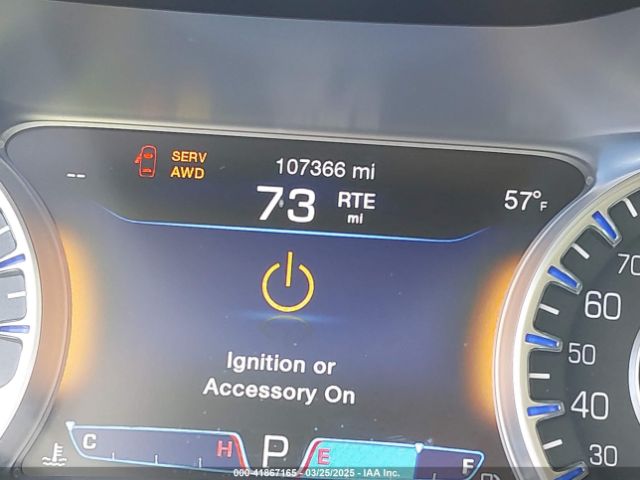 SERV
AWD
107366 mi
--
73 RTE
mi
57°F
70
60
50
40
30
Ignition or
Accessory On
C H P E F
000-41867165-03/25/2025-IAA Inc.